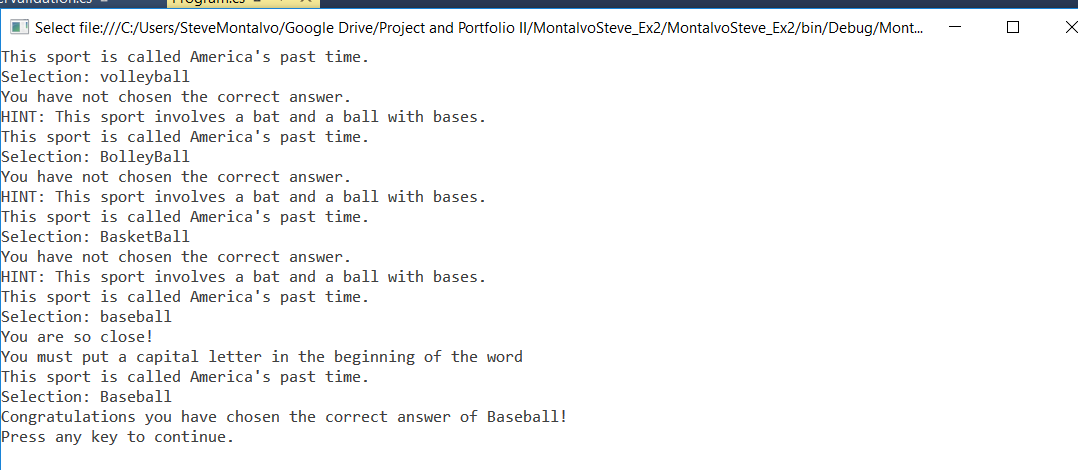 Program.cs
Select file:///C:/Users/SteveMontalvo/Google Drive/Project and Portfolio II/MontalvoSteve_Ex2/MontalvoSteve_Ex2/bin/Debug/Mont...
This sport is called America's past time.
Selection: volleyball
You have not chosen the correct answer.
HINT: This sport involves a bat and a ball with bases.
This sport is called America's past time.
Selection: BolleyBall
You have not chosen the correct answer.
HINT: This sport involves a bat and a ball with bases.
This sport is called America's past time.
Selection: BasketBall
You have not chosen the correct answer.
HINT: This sport involves a bat and a ball with bases.
This sport is called America's past time.
Selection: baseball
You are so close!
You must put a capital letter in the beginning of the word
This sport is called America's past time.
Selection: Baseball
Congratulations you have chosen the correct answer of Baseball!
Press any key to continue.